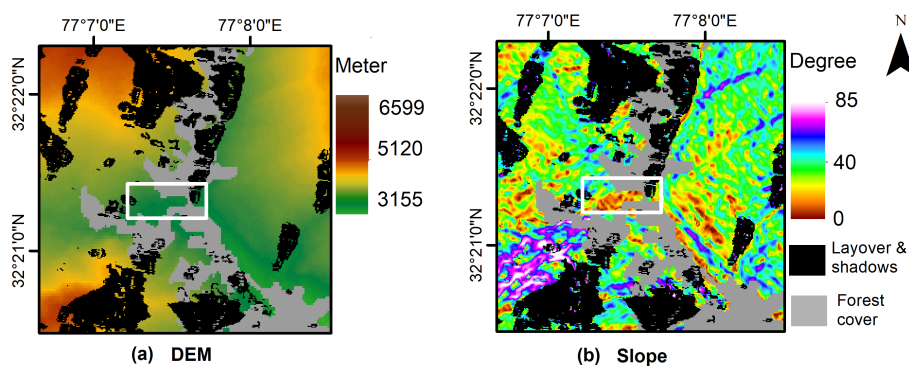 77°7'0"E 77°8'0"E
32°22'0"N
32°21'0"N
Meter
6599
5120
3155
(a) DEM
77°7'0"E 77°8'0"E
32°22'0"N
32°21'0"N
N
Degree
85
40
0
Layover &
shadows
Forest
cover
(b) Slope